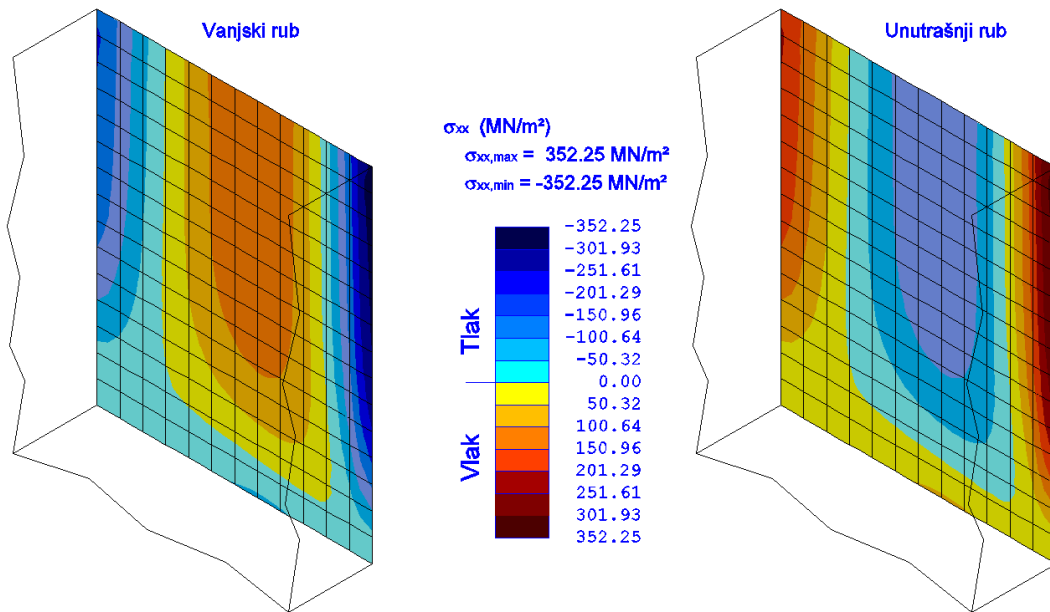 Vanjski rub
Unutrašnji rub
σxx (MN/m²)
σxx,max = 352.25 MN/m²
σxx,min = -352.25 MN/m²
Tlak
Vlak
-352.25
-301.93
-251.61
-201.29
-150.96
-100.64
-50.32
0.00
50.32
100.64
150.96
201.29
251.61
301.93
352.25